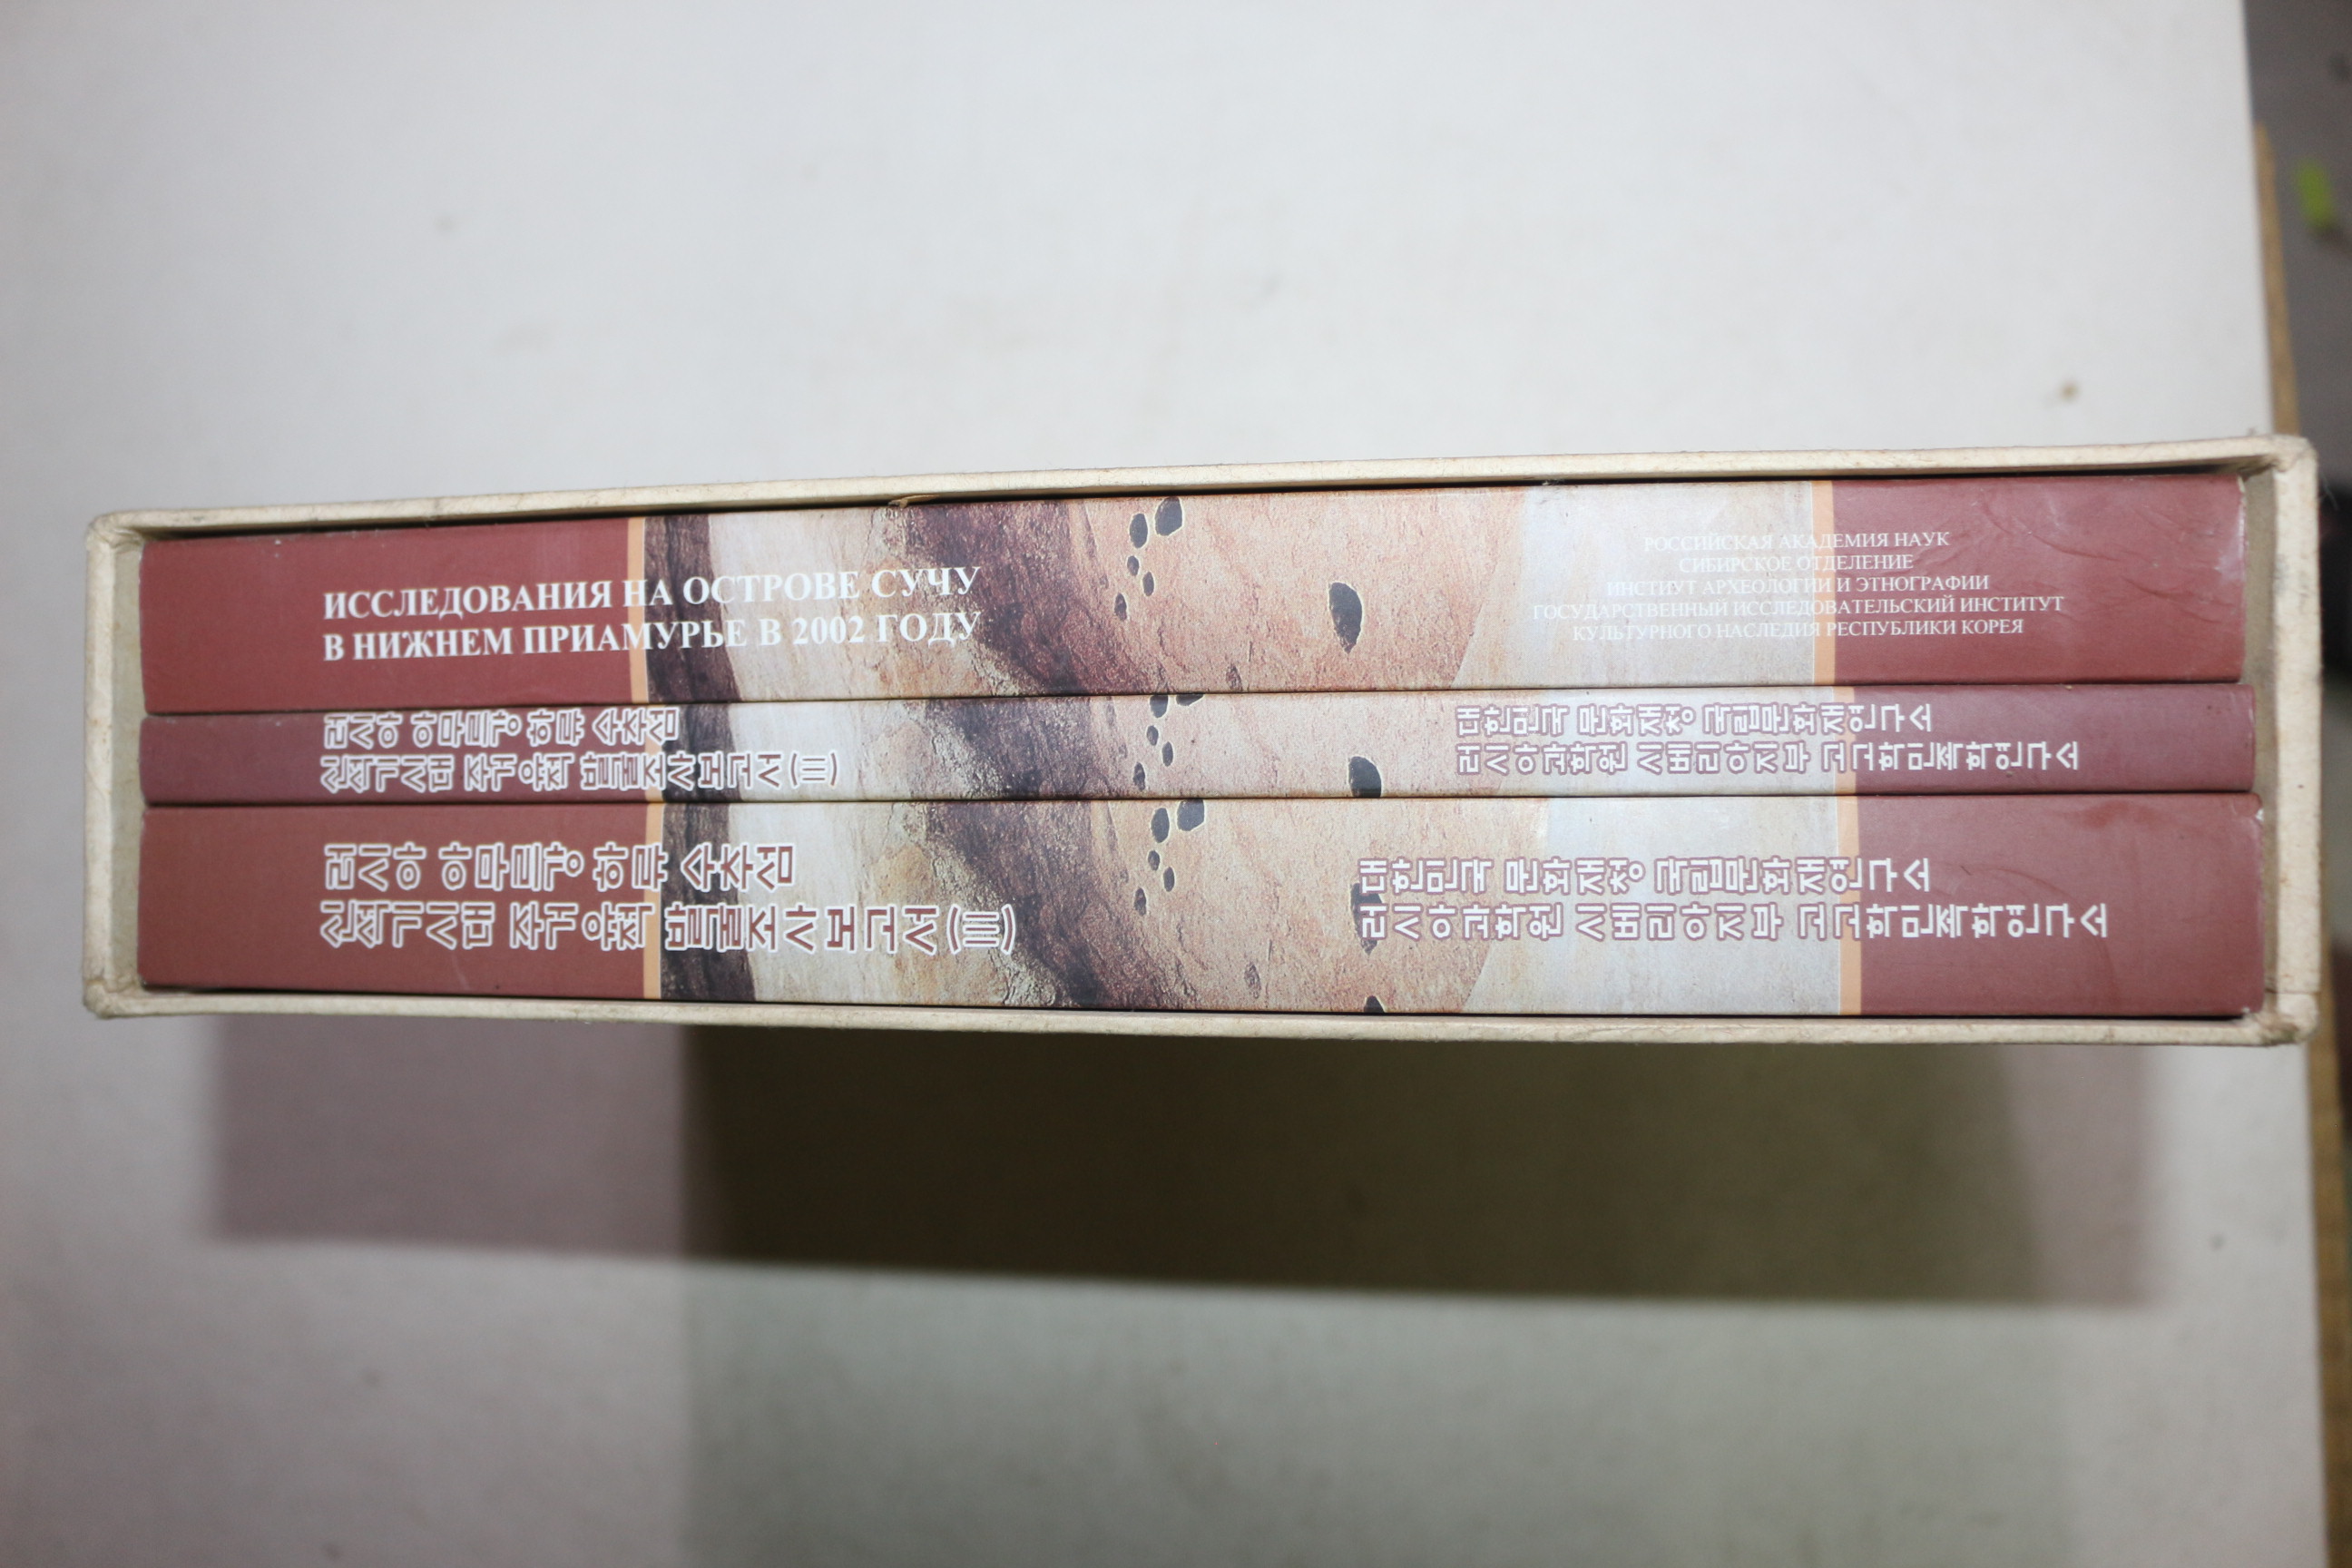 ИССЛЕДОВАНИЯ НА ОСТРОВЕ СУЧУ
В НИЖНЕМ ПРИАМУРЬЕ В 2002 ГОДУ
РОССИЙСКАЯ АКАДЕМИЯ НАУК
СИБИРСКОЕ ОТДЕЛЕНИЕ
ИНСТИУТ АРХЕОЛОГИИ И ЭТНОГРАФИИ
ГОСУДАРСТВЕННЫЙ ИССЛЕДОВАТЕЛЬСКИЙ ИНСТИТУТ
КУЛЬТУРНОГО НАСЛЕДИЯ РЕСПУБЛИКИ КОРЕЯ
러시아 아무르강 하류 수추섬
신석기시대 주거유적 발굴조사보고서(Ⅲ)
대한민국 문화재청 국립문화재연구소
러시아과학원 시베리아지부 고고학민족학연구소
러시아 아무르강 하류 수추섬
신석기시대 주거유적 발굴조사보고서(Ⅲ)
대한민국 문화재청 국립문화재연구소
러시아과학원 시베리아지부 고고학민족학연구소